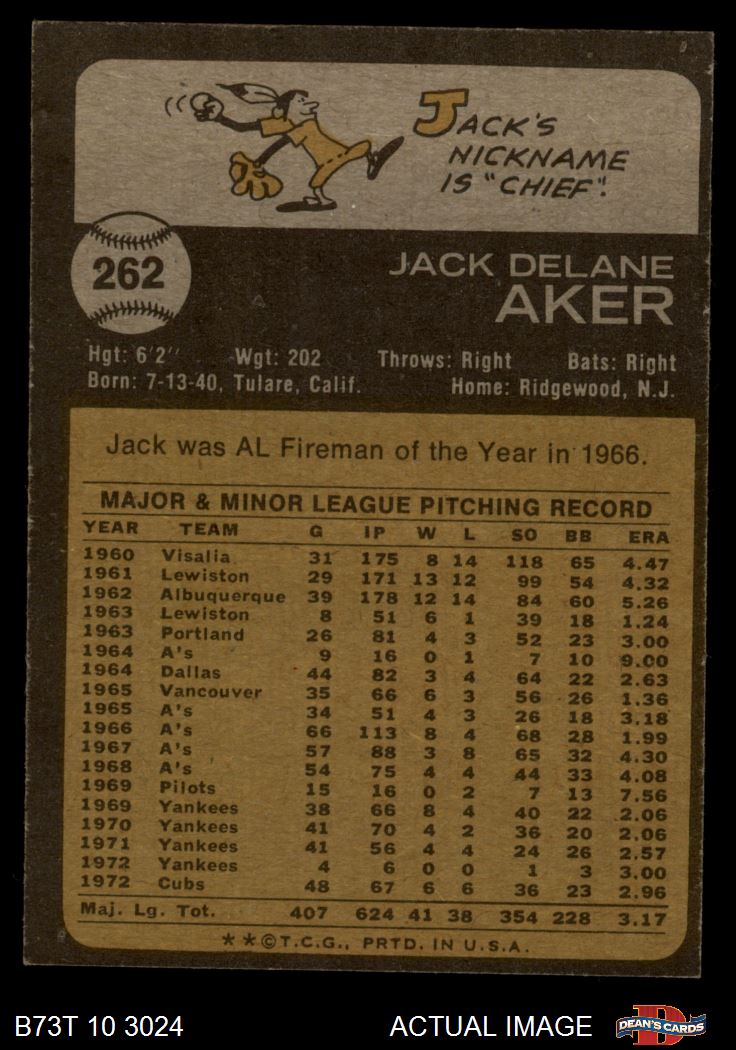 JACK'S
NICKNAME
IS "CHIEF".
262
JACK DELANE
AKER
Hgt: 6'2" Wgt: 202 Throws: Right Bats: Right
Born: 7-13-40, Tulare, Calif. Home: Ridgewood, N.J.
Jack was AL Fireman of the Year in 1966.
MAJOR & MINOR LEAGUE PITCHING RECORD
YEAR TEAM G IP W L SO BB ERA
1960 Visalia 31 175 8 14 118 65 4.47
1961 Lewiston 29 171 13 12 99 54 4.32
1962 Albuquerque 39 178 12 14 84 60 5.26
1963 Lewiston 8 51 6 1 39 18 1.24
1963 Portland 26 81 4 3 52 23 3.00
1964 A's 9 16 0 1 7 10 9.00
1964 Dallas 44 82 3 4 64 22 2.63
1965 Vancouver 35 66 6 3 56 26 1.36
1965 A's 34 51 4 3 26 18 3.18
1966 A's 66 113 8 4 68 28 1.99
1967 A's 57 88 3 8 65 32 4.30
1968 A's 54 75 4 4 44 33 4.08
1969 Pilots 15 16 0 2 7 13 7.56
1969 Yankees 38 66 8 4 40 22 2.06
1970 Yankees 41 70 4 2 36 20 2.06
1971 Yankees 41 56 4 4 24 26 2.57
1972 Yankees 4 6 0 0 1 3 3.00
1972 Cubs 48 67 6 6 36 23 2.96
Maj. Lg. Tot. 407 624 41 38 354 228 3.17
**©T.C.G., PRTD. IN U.S.A.
B73T 10 3024 ACTUAL IMAGE DEAN'S CARDS